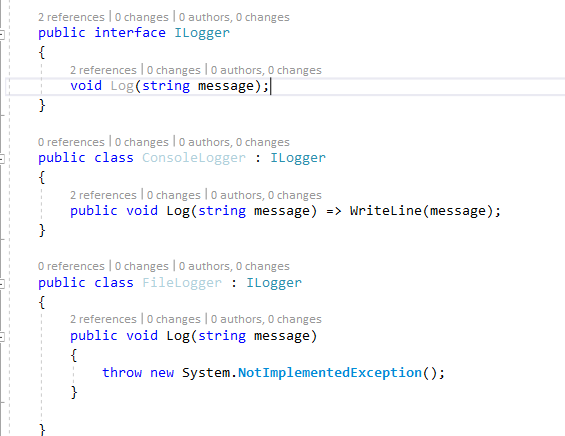 2 references | 0 changes | 0 authors, 0 changes
public interface ILogger
{
2 references | 0 changes | 0 authors, 0 changes
void Log(string message);
}
0 references | 0 changes | 0 authors, 0 changes
public class ConsoleLogger : ILogger
{
2 references | 0 changes | 0 authors, 0 changes
public void Log(string message) => WriteLine(message);
}
0 references | 0 changes | 0 authors, 0 changes
public class FileLogger : ILogger
{
2 references | 0 changes | 0 authors, 0 changes
public void Log(string message)
{
throw new System.NotImplementedException();
}
}